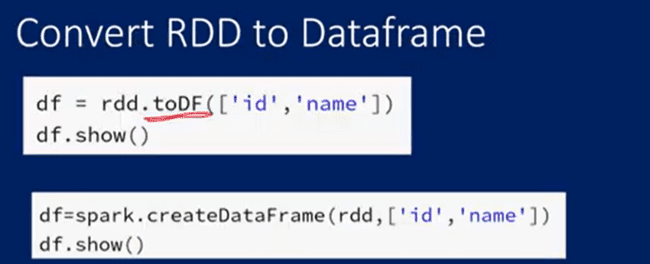 Convert RDD to Dataframe
df = rdd.toDF(['id','name'])
df.show()
df=spark.createDataFrame(rdd,['id','name'])
df.show()